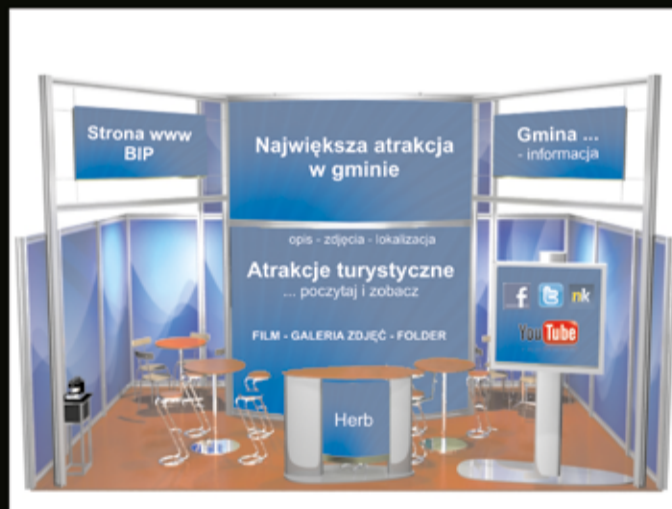 Strona www
BIP
Największa atrakcja
w gminie
Gmina ...
- informacja
opis - zdjęcia - lokalizacja
Atrakcje turystyczne
... poczytaj i zobacz
FILM - GALERIA ZDJĘĆ - FOLDER
f
nk
YouTube
Herb